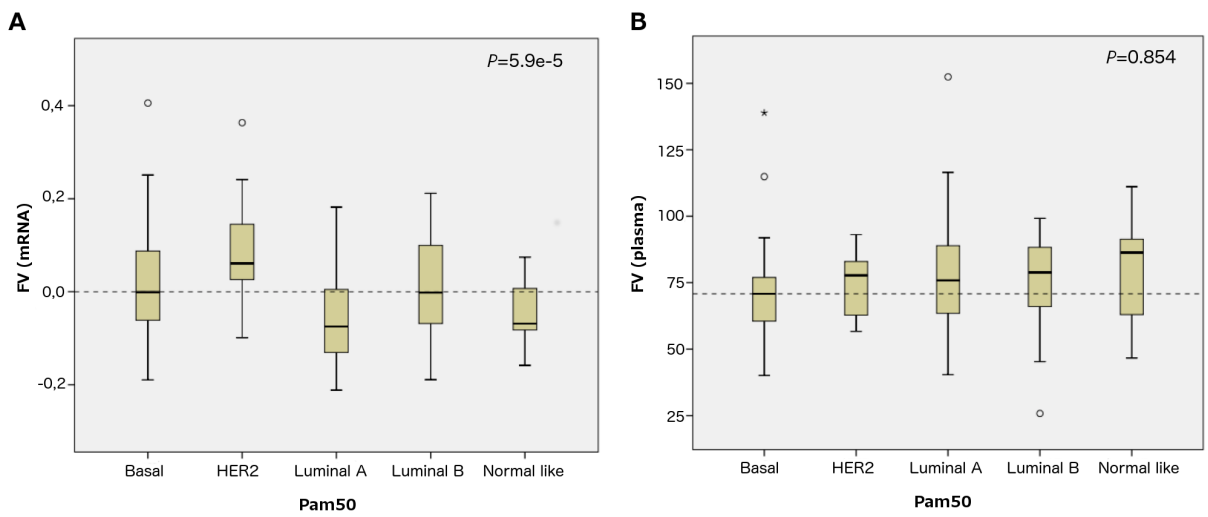 A
P=5.9e-5
0,4
0,2
0,0
-0,2
FV (mRNA)
Basal HER2 Luminal A Luminal B Normal like
Pam50
B
P=0.854
150
125
100
75
50
25
FV (plasma)
Basal HER2 Luminal A Luminal B Normal like
Pam50